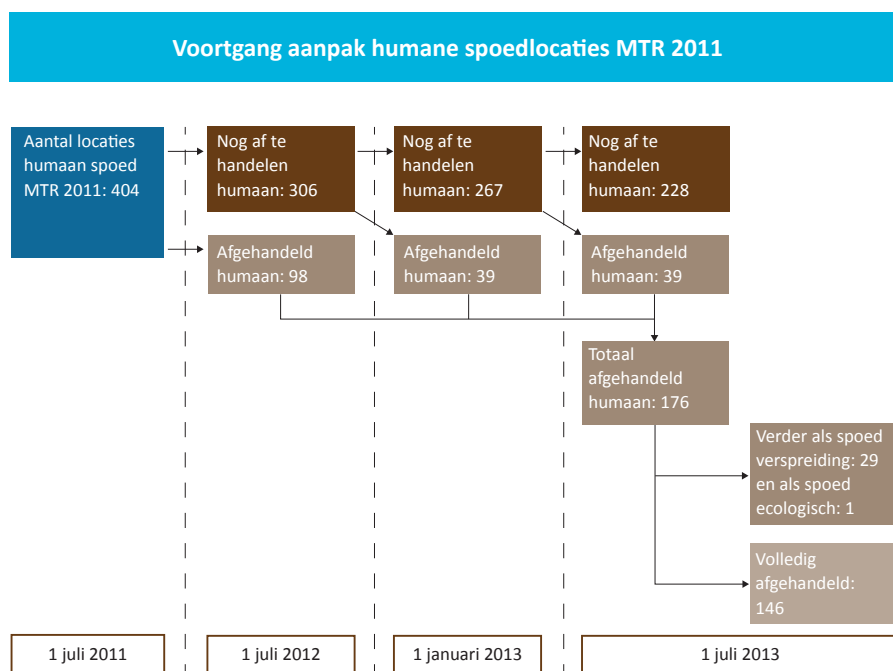 Voortgang aanpak humane spoedlocaties MTR 2011
Aantal locaties
humaan spoed
MTR 2011: 404
Nog af te
handelen
humaan: 306
Nog af te
handelen
humaan: 267
Nog af te
handelen
humaan: 228
Afgehandeld
humaan: 98
Afgehandeld
humaan: 39
Afgehandeld
humaan: 39
Totaal
afgehandeld
humaan: 176
Verder als spoed
verspreiding: 29
en als spoed
ecologisch: 1
Volledig
afgehandeld:
146
1 juli 2011
1 juli 2012
1 januari 2013
1 juli 2013